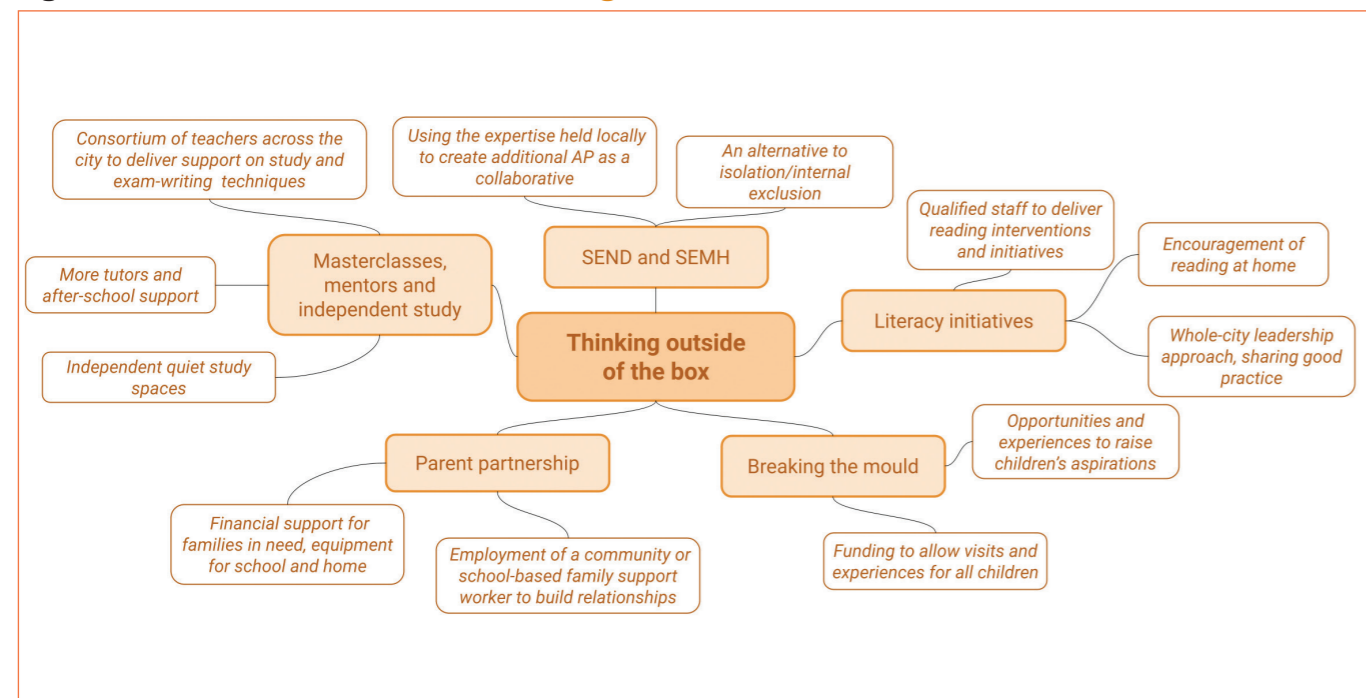 Consortium of teachers across the
city to deliver support on study and
exam-writing techniques
Using the expertise held locally
to create additional AP as a
collaborative
An alternative to
isolation/internal
exclusion
Qualified staff to deliver
reading interventions
and initiatives
Encouragement of
reading at home
Masterclasses,
mentors and
independent study
SEND and SEMH
More tutors and
after-school support
Literacy initiatives
Thinking outside
of the box
Whole-city leadership
approach, sharing good
practice
Independent quiet study
spaces
Opportunities and
experiences to raise
children's aspirations
Parent partnership
Breaking the mould
Financial support for
families in need, equipment
for school and home
Employment of a community or
school-based family support
worker to build relationships
Funding to allow visits and
experiences for all children